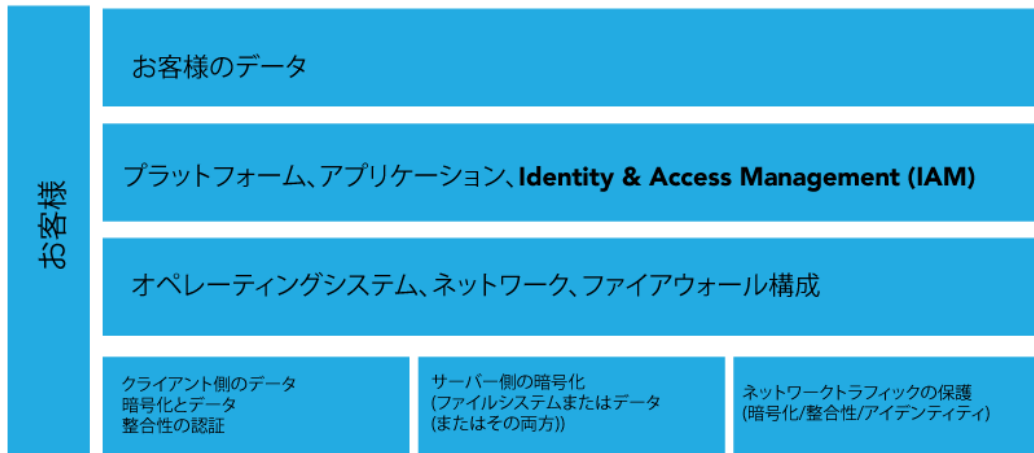 お客様
お客様のデータ
プラットフォーム、アプリケーション、Identity & Access Management (IAM)
オペレーティングシステム、ネットワーク、ファイアウォール構成
クライアント側のデータ
暗号化とデータ
整合性の認証
サーバー側の暗号化
(ファイルシステムまたはデータ
(またはその両方))
ネットワークトラフィックの保護
(暗号化/整合性/アイデンティティ)